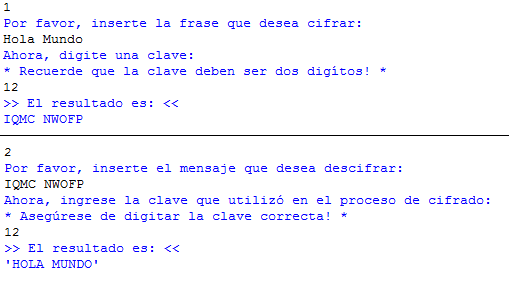 1
Por favor, inserte la frase que desea cifrar:
Hola Mundo
Ahora, digite una clave:
* Recuerde que la clave deben ser dos digítos! *
12
>> El resultado es: <<
IQMC NWOFP
2
Por favor, inserte el mensaje que desea descifrar:
IQMC NWOFP
Ahora, ingrese la clave que utilizó en el proceso de cifrado:
* Asegúrese de digitar la clave correcta! *
12
>> El resultado es: <<
'HOLA MUNDO'